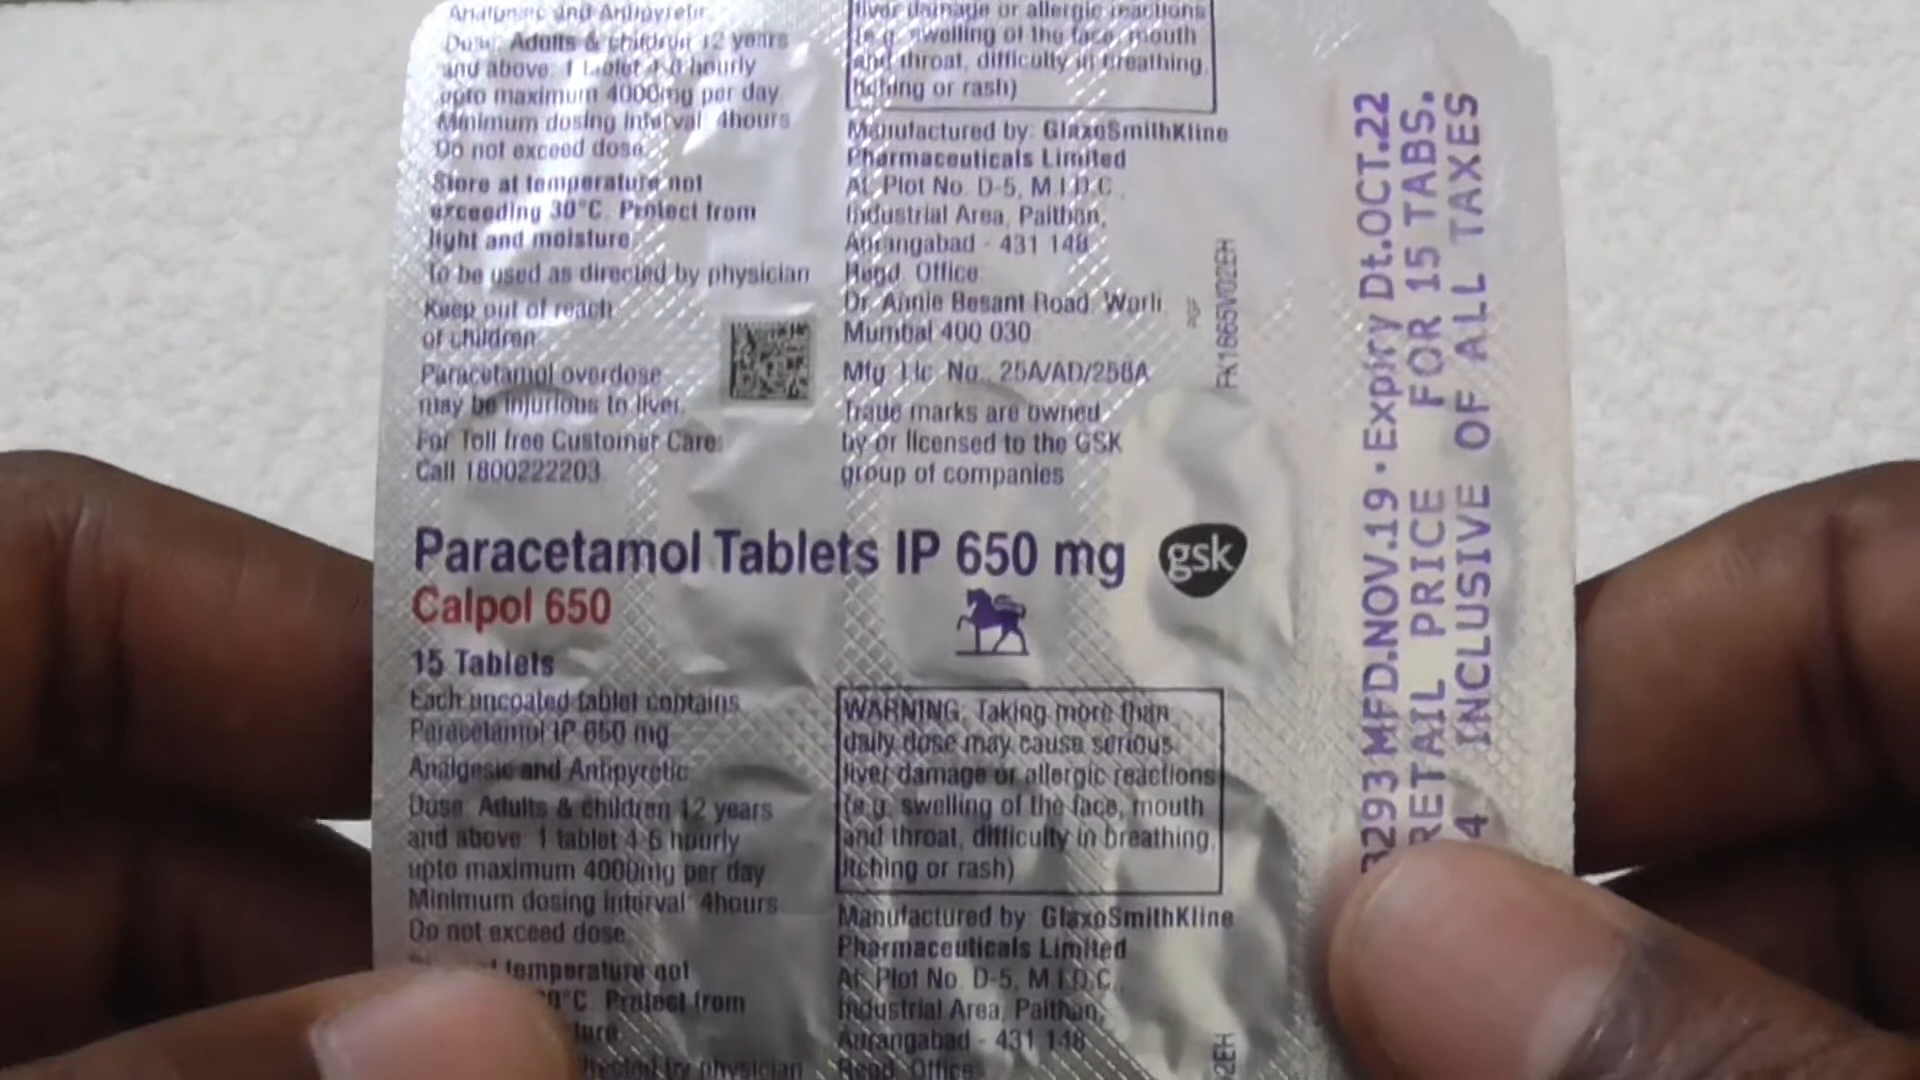 Analgesic and Antipyretic
Dose: Adults & children 12 years
and above: 1 tablet 4-6 hourly
upto maximum 4000mg per day
Minimum dosing interval: 4hours
Do not exceed dose.
Store at temperature not
exceeding 30°C. Protect from
light and moisture.
To be used as directed by physician
Keep out of reach
of children
Paracetamol overdose
may be injurious to liver.
For Toll free Customer Care:
Call 1800222203.
liver damage or allergic reactions
(e.g. swelling of the face, mouth
and throat, difficulty in breathing,
itching or rash)
Manufactured by: GlaxoSmithKline
Pharmaceuticals Limited
At: Plot No. D-5, M.I.D.C.,
Industrial Area, Paithan,
Aurangabad - 431 148
Regd. Office:
Dr. Annie Besant Road, Worli
Mumbai 400 030
Mfg. Lic. No.: 25A/AD/258A
Trade marks are owned
by or licensed to the GSK
group of companies
PGF
FK1665V02EH
Paracetamol Tablets IP 650 mg
gsk
Calpol 650
15 Tablets
Each uncoated tablet contains
Paracetamol IP 650 mg
Analgesic and Antipyretic
Dose: Adults & children 12 years
and above: 1 tablet 4-6 hourly
upto maximum 4000mg per day
Minimum dosing interval: 4hours
Do not exceed dose.
temperature not
0°C. Protect from
physician
WARNING: Taking more than
daily dose may cause serious
liver damage or allergic reactions
(e.g. swelling of the face, mouth
and throat, difficulty in breathing,
itching or rash)
Manufactured by: GlaxoSmithKline
Pharmaceuticals Limited
At: Plot No. D-5, M.I.D.C.,
Industrial Area, Paithan,
Aurangabad - 431 148
Regd. Office:
2EH
3293 MFD.NOV.19 • Expiry Dt.OCT.22
RETAIL PRICE FOR 15 TABS.
4 INCLUSIVE OF ALL TAXES